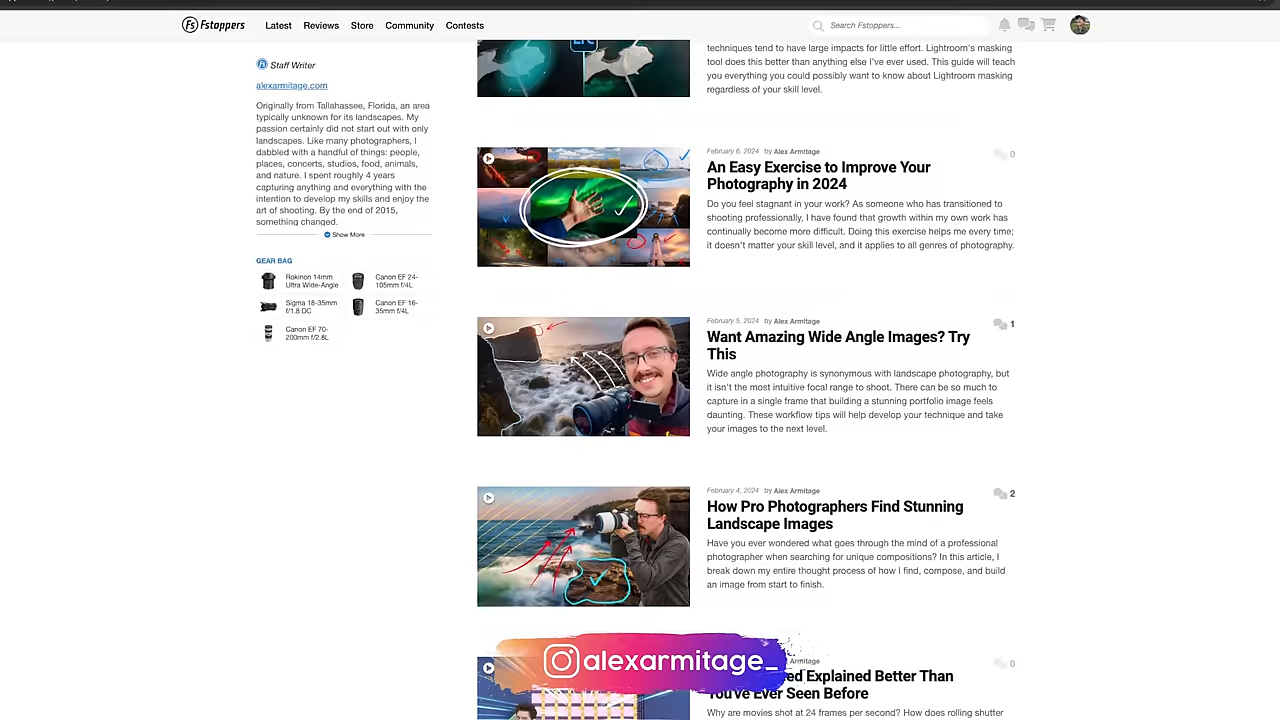 Fs Fstoppers
Latest
Reviews
Store
Community
Contests
Search Fstoppers...
Staff Writer
alexarmitage.com
Originally from Tallahassee, Florida, an area
typically unknown for its landscapes. My
passion certainly did not start out with only
landscapes. Like many photographers, I
dabbled with a handful of things: people,
places, concerts, studios, food, animals,
and nature. I spent roughly 4 years
capturing anything and everything with the
intention to develop my skills and enjoy the
art of shooting. By the end of 2015,
something changed.
Show More
GEAR BAG
Rokinon 14mm
Ultra Wide-Angle
Canon EF 24-
105mm f/4L
Sigma 18-35mm
f/1.8 DC
Canon EF 16-
35mm f/4L
Canon EF 70-
200mm f/2.8L
techniques tend to have large impacts for little effort. Lightroom's masking
tool does this better than anything else I've ever used. This guide will teach
you everything you could possibly want to know about Lightroom masking
regardless of your skill level.
February 6, 2024 by Alex Armitage
0
An Easy Exercise to Improve Your
Photography in 2024
Do you feel stagnant in your work? As someone who has transitioned to
shooting professionally, I have found that growth within my own work has
continually become more difficult. Doing this exercise helps me every time;
it doesn't matter your skill level, and it applies to all genres of photography.
February 5, 2024 by Alex Armitage
1
Want Amazing Wide Angle Images? Try
This
Wide angle photography is synonymous with landscape photography, but
it isn't the most intuitive focal range to shoot. There can be so much to
capture in a single frame that building a stunning portfolio image feels
daunting. These workflow tips will help develop your technique and take
your images to the next level.
February 4, 2024 by Alex Armitage
2
How Pro Photographers Find Stunning
Landscape Images
Have you ever wondered what goes through the mind of a professional
photographer when searching for unique compositions? In this article, I
break down my entire thought process of how I find, compose, and build
an image from start to finish.
alexarmitage_
Armitage
0
Explained Better Than
You've Ever Seen Before
Why are movies shot at 24 frames per second? How does rolling shutter